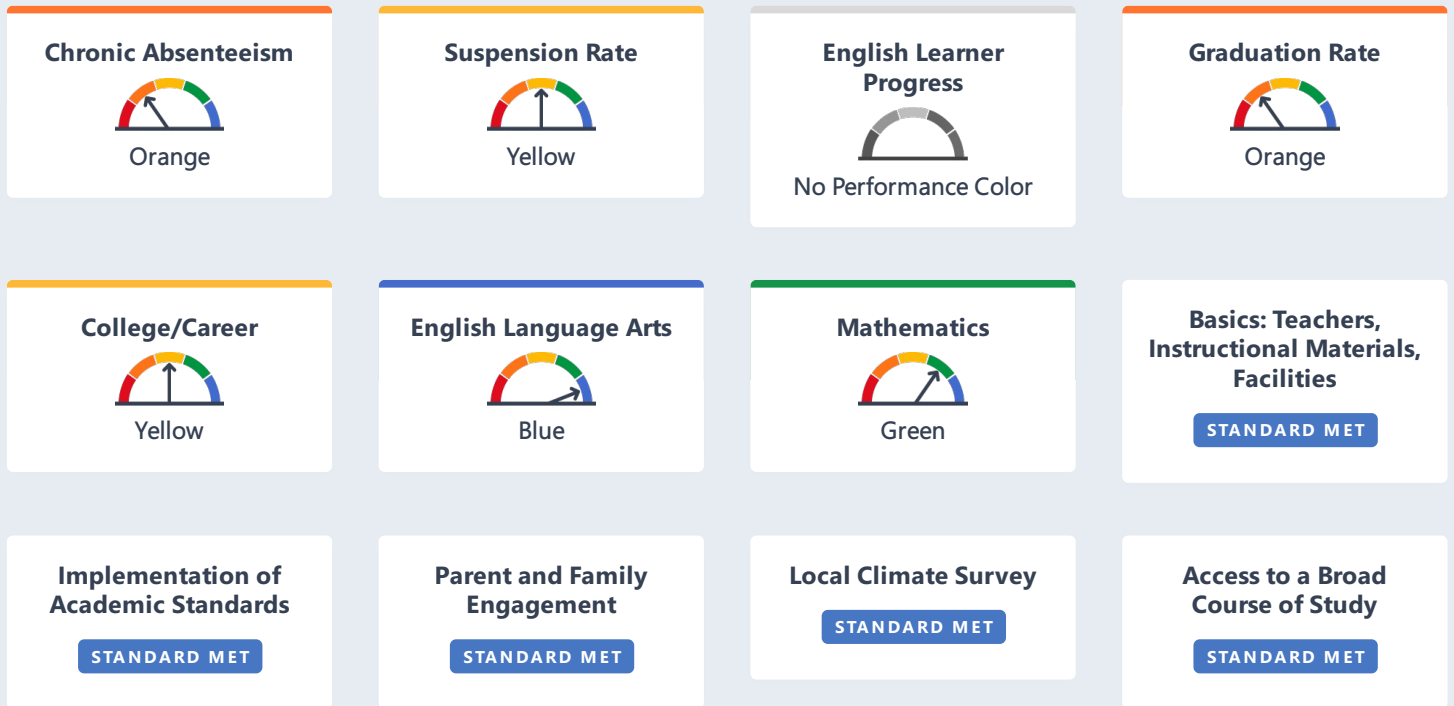 Chronic Absenteeism
Orange
Suspension Rate
Yellow
English Learner
Progress
No Performance Color
Graduation Rate
Orange
College/Career
Yellow
English Language Arts
Blue
Mathematics
Green
Basics: Teachers,
Instructional Materials,
Facilities
STANDARD MET
Implementation of
Academic Standards
STANDARD MET
Parent and Family
Engagement
STANDARD MET
Local Climate Survey
STANDARD MET
Access to a Broad
Course of Study
STANDARD MET